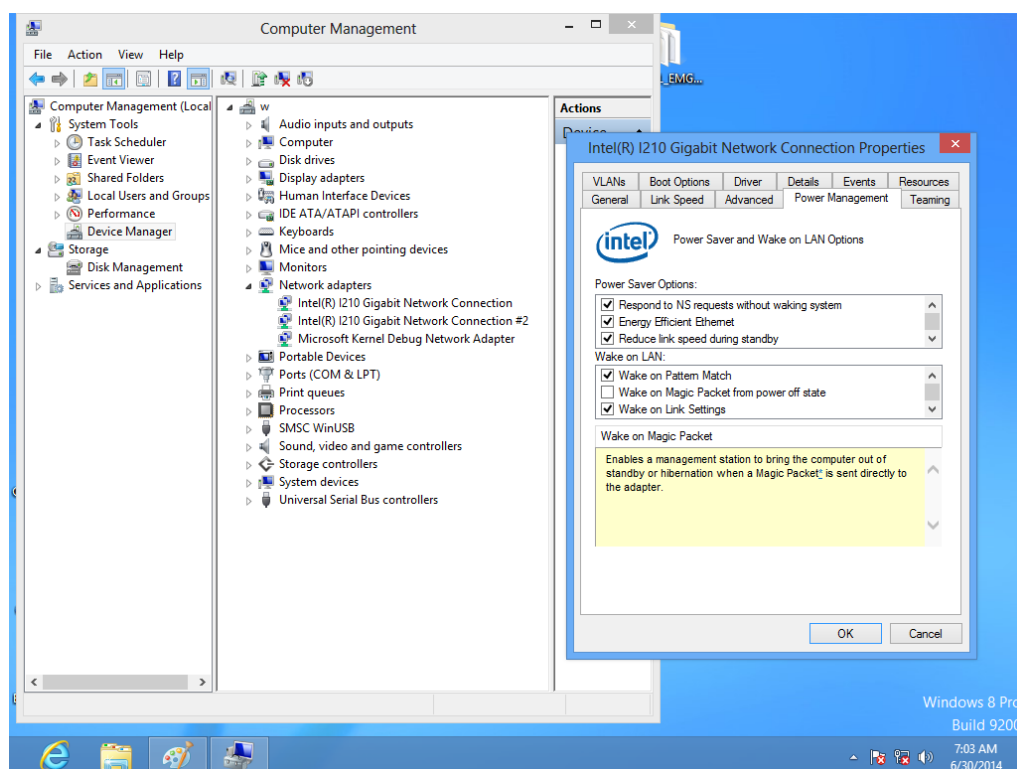 Computer Management
File Action View Help
Computer Management (Local
System Tools
Task Scheduler
Event Viewer
Shared Folders
Local Users and Groups
Performance
Device Manager
Storage
Disk Management
Services and Applications
w
Audio inputs and outputs
Computer
Disk drives
Display adapters
Human Interface Devices
IDE ATA/ATAPI controllers
Keyboards
Mice and other pointing devices
Monitors
Network adapters
Intel(R) I210 Gigabit Network Connection
Intel(R) I210 Gigabit Network Connection #2
Microsoft Kernel Debug Network Adapter
Portable Devices
Ports (COM & LPT)
Print queues
Processors
SMSC WinUSB
Sound, video and game controllers
Storage controllers
System devices
Universal Serial Bus controllers
Actions
_EMG...
Intel(R) I210 Gigabit Network Connection Properties
VLANs Boot Options Driver Details Events Resources
General Link Speed Advanced Power Management Teaming
intel Power Saver and Wake on LAN Options
Power Saver Options:
Respond to NS requests without waking system
Energy Efficient Ethernet
Reduce link speed during standby
Wake on LAN:
Wake on Pattern Match
Wake on Magic Packet from power off state
Wake on Link Settings
Wake on Magic Packet
Enables a management station to bring the computer out of
standby or hibernation when a Magic Packet* is sent directly to
the adapter.
OK Cancel
Windows 8 Pro
Build 9200
7:03 AM
6/30/2014